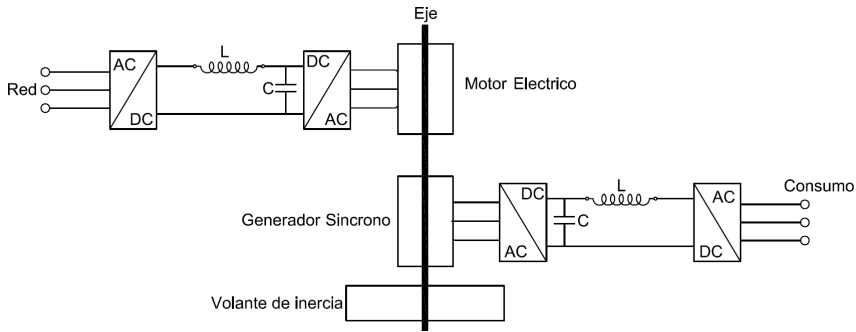 Eje
Red
AC
DC
L
C
DC
AC
Motor Electrico
Generador Sincrono
DC
AC
C
L
AC
DC
Consumo
Volante de inercia